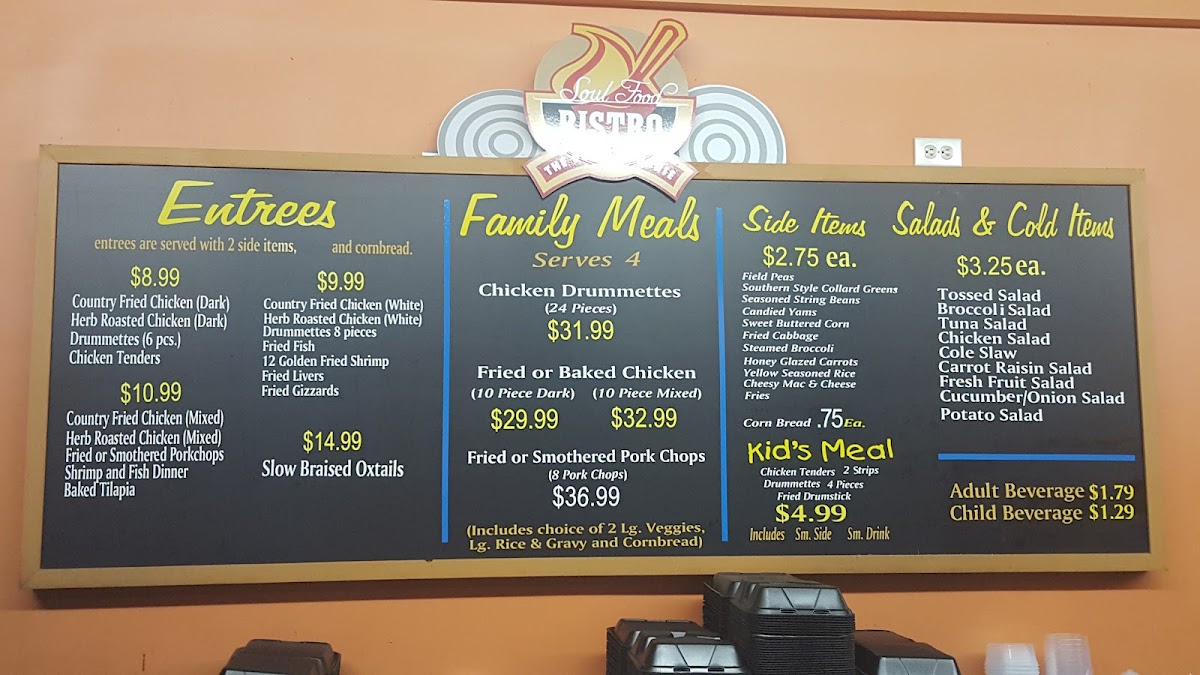 Soul Food
BISTRO
THE
Entrees
entrees are served with 2 side items, and cornbread.
$8.99
Country Fried Chicken (Dark)
Herb Roasted Chicken (Dark)
Drummettes (6 pcs.)
Chicken Tenders
$10.99
Country Fried Chicken (Mixed)
Herb Roasted Chicken (Mixed)
Fried or Smothered Porkchops
Shrimp and Fish Dinner
Baked Tilapia
$9.99
Country Fried Chicken (White)
Herb Roasted Chicken (White)
Drummettes 8 pieces
Fried Fish
12 Golden Fried Shrimp
Fried Livers
Fried Gizzards
$14.99
Slow Braised Oxtails
Family Meals
Serves 4
Chicken Drummettes
(24 Pieces)
$31.99
Fried or Baked Chicken
(10 Piece Dark) (10 Piece Mixed)
$29.99 $32.99
Fried or Smothered Pork Chops
(8 Pork Chops)
$36.99
(Includes choice of 2 Lg. Veggies,
Lg. Rice & Gravy and Cornbread)
Side Items
$2.75 ea.
Field Peas
Southern Style Collard Greens
Seasoned String Beans
Candied Yams
Sweet Buttered Corn
Fried Cabbage
Steamed Broccoli
Honey Glazed Carrots
Yellow Seasoned Rice
Cheesy Mac & Cheese
Fries
Corn Bread .75 Ea.
Kid's Meal
Chicken Tenders 2 Strips
Drummettes 4 Pieces
Fried Drumstick
$4.99
Includes Sm. Side Sm. Drink
Salads & Cold Items
$3.25 ea.
Tossed Salad
Broccoli Salad
Tuna Salad
Chicken Salad
Cole Slaw
Carrot Raisin Salad
Fresh Fruit Salad
Cucumber/Onion Salad
Potato Salad
Adult Beverage $1.79
Child Beverage $1.29